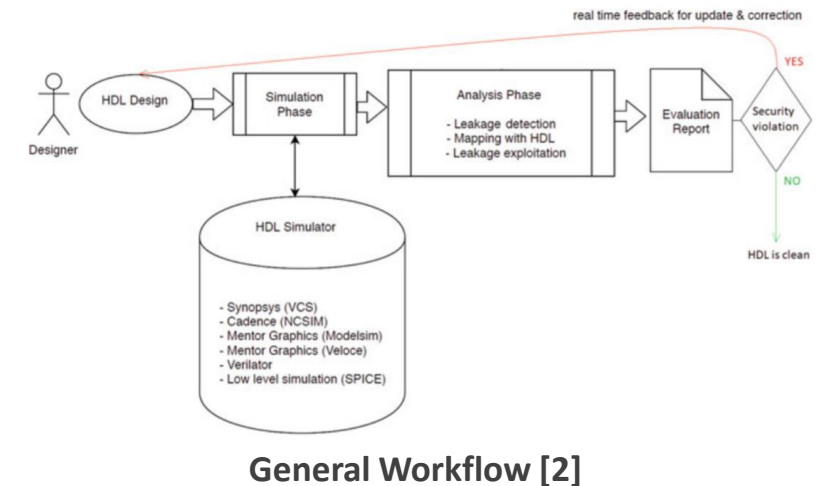 real time feedback for update & correction
YES
Designer
HDL Design
Simulation
Phase
Analysis Phase
- Leakage detection
- Mapping with HDL
- Leakage exploitation
Evaluation
Report
Security
violation
NO
HDL is clean
HDL Simulator
- Synopsys (VCS)
- Cadence (NCSIM)
- Mentor Graphics (Modelsim)
- Mentor Graphics (Veloce)
- Verilator
- Low level simulation (SPICE)
General Workflow [2]